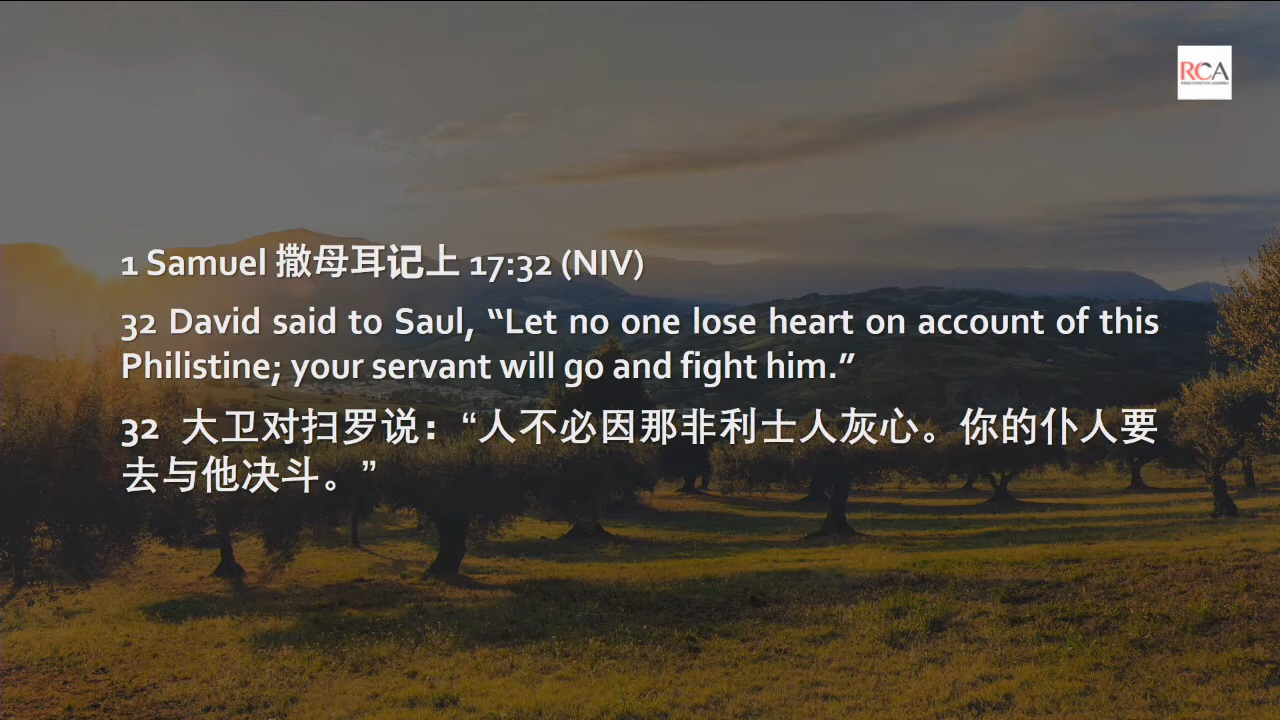 RCA
1 Samuel 撒母耳记上 17:32 (NIV)
32 David said to Saul, “Let no one lose heart on account of this
Philistine; your servant will go and fight him.”
32 大卫对扫罗说：“人不必因那非利士人灰心。你的仆人要
去与他决斗。”